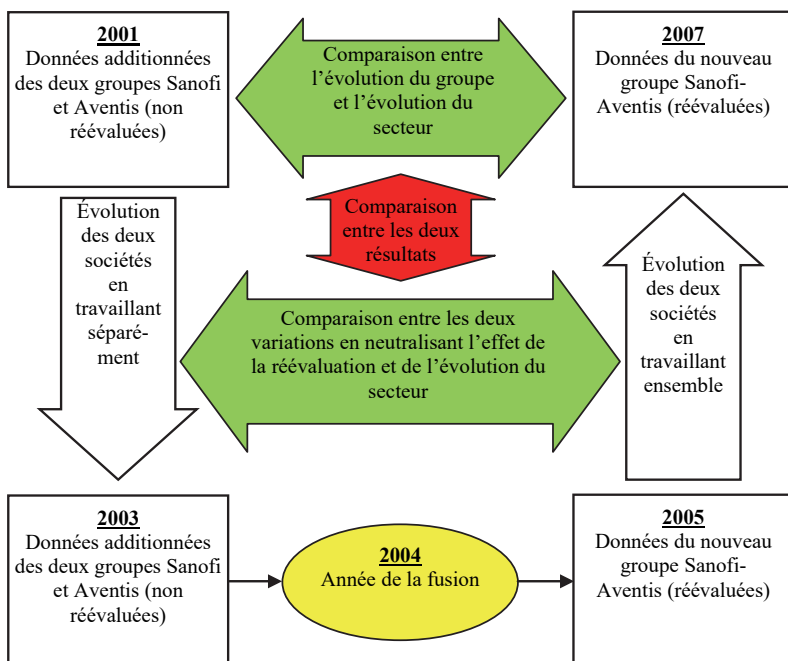 2001
Données additionnées
des deux groupes Sanofi
et Aventis (non
réévaluées)
Comparaison entre
l'évolution du groupe
et l'évolution du
secteur
2007
Données du nouveau
groupe Sanofi-
Aventis (réévaluées)
Évolution
des deux
sociétés
en
travaillant
séparé-
ment
Comparaison
entre les deux
résultats
Comparaison entre les deux
variations en neutralisant l'effet de
la réévaluation et de l'évolution du
secteur
Évolution
des deux
sociétés
en
travaillant
ensemble
2003
Données additionnées
des deux groupes Sanofi
et Aventis (non
réévaluées)
2004
Année de la fusion
2005
Données du nouveau
groupe Sanofi-
Aventis (réévaluées)